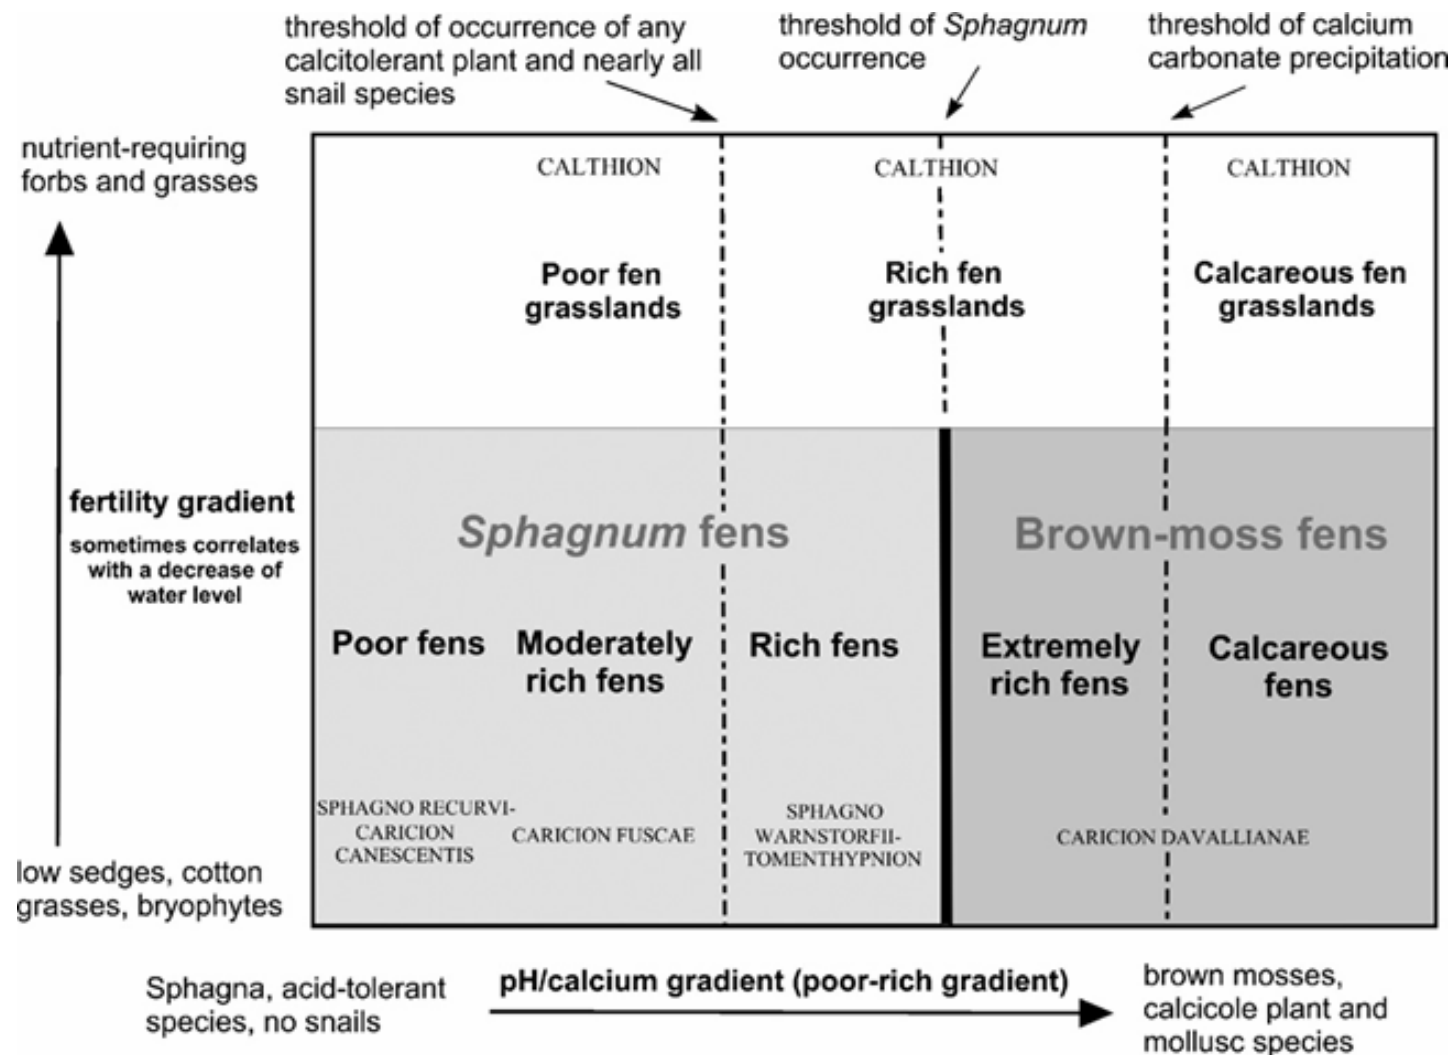 threshold of occurrence of any
calcitolerant plant and nearly all
snail species
threshold of Sphagnum
occurrence
threshold of calcium
carbonate precipitation
nutrient-requiring
forbs and grasses
CALTHION
CALTHION
CALTHION
Poor fen
grasslands
Rich fen
grasslands
Calcareous fen
grasslands
fertility gradient
sometimes correlates
with a decrease of
water level
Sphagnum fens
Brown-moss fens
Poor fens
Moderately
rich fens
Rich fens
Extremely
rich fens
Calcareous
fens
SPHAGNO RECURVI-
CARICION
CANESCENTIS
CARICION FUSCAE
SPHAGNO
WARNSTORFII-
TOMENTHYPNION
CARICION DAVALLIANAE
low sedges, cotton
grasses, bryophytes
Sphagna, acid-tolerant
species, no snails
pH/calcium gradient (poor-rich gradient)
brown mosses,
calcicole plant and
mollusc species